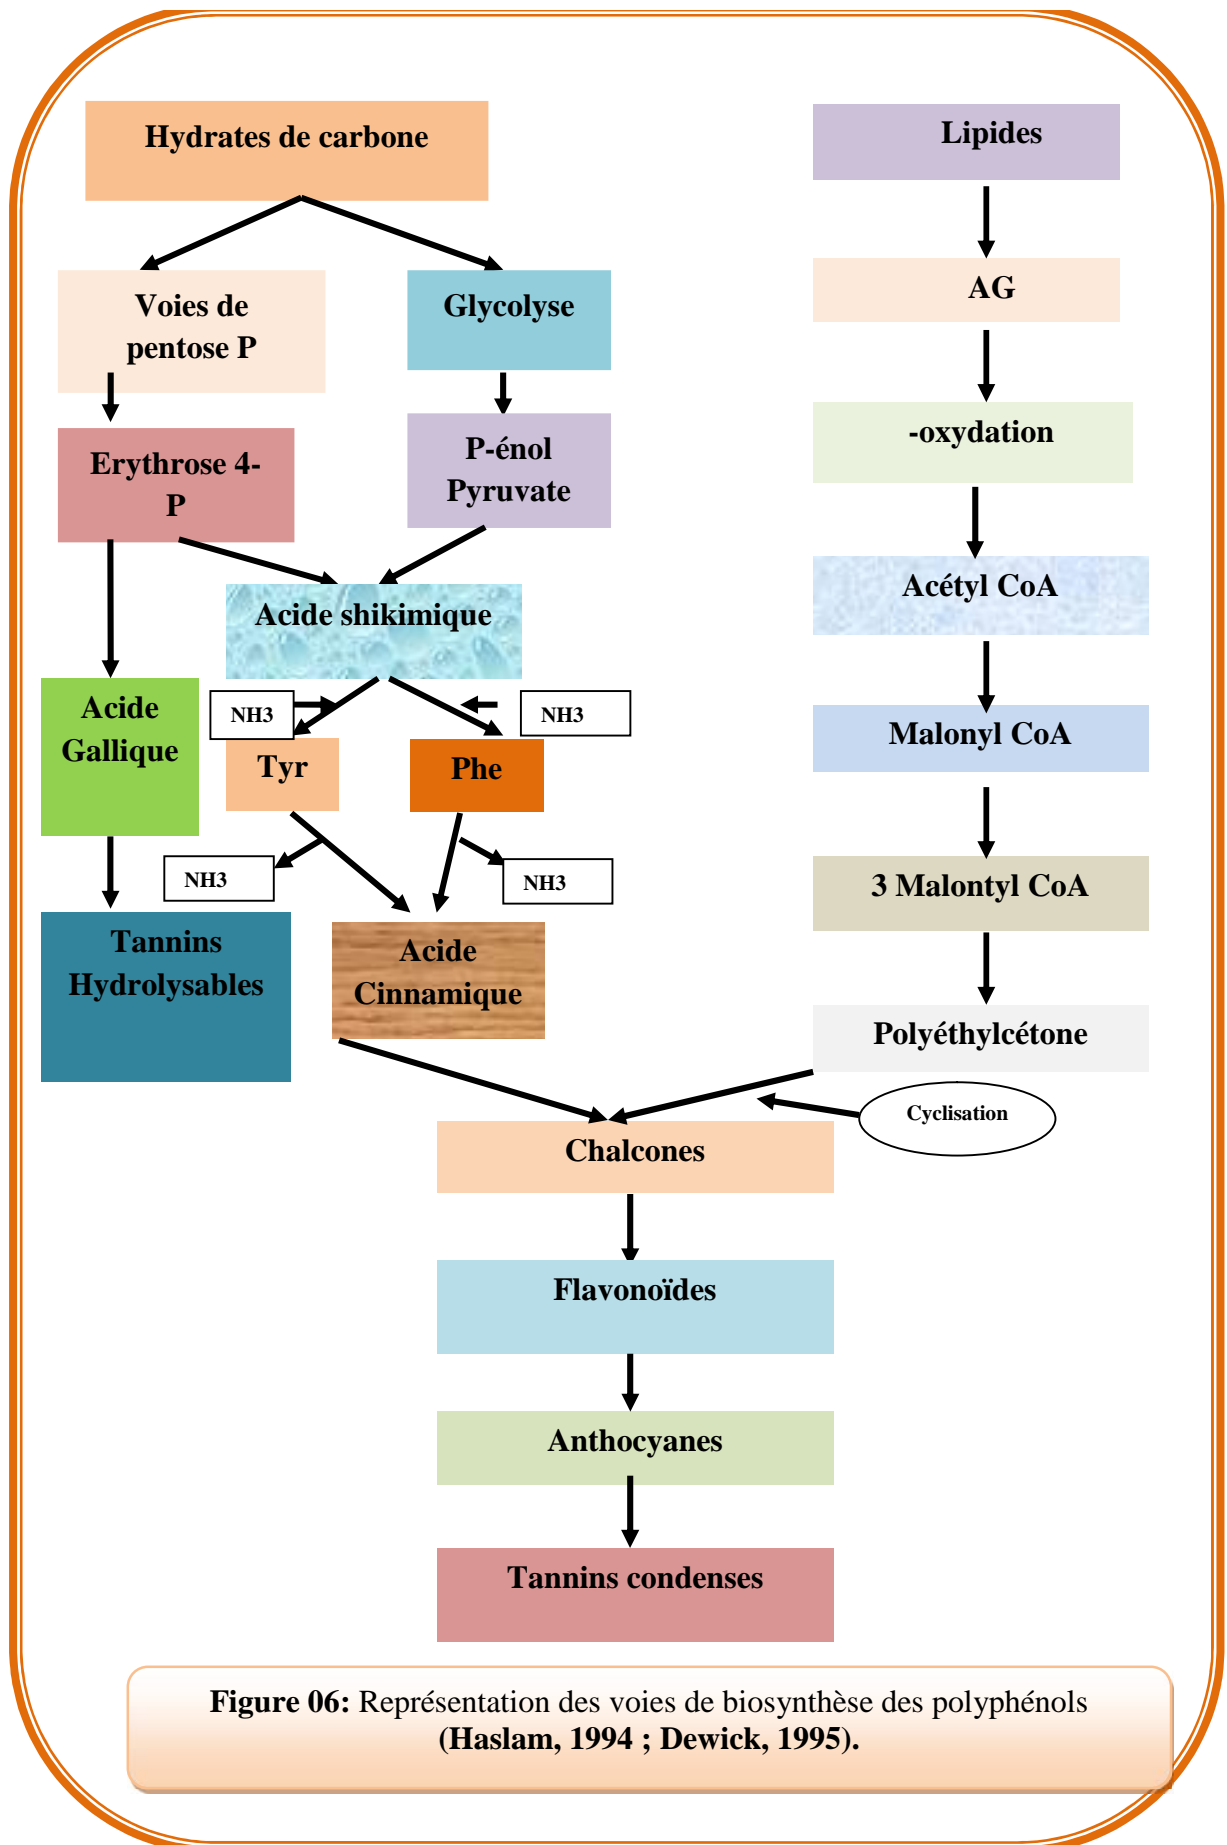 Hydrates de carbone
Lipides
Voies de
pentose P
Glycolyse
AG
Erythrose 4-
P
P-énol
Pyruvate
-oxydation
Acide shikimique
Acétyl CoA
NH3
NH3
Acide
Gallique
Tyr
Phe
Malonyl CoA
NH3
NH3
3 Malontyl CoA
Tannins
Hydrolysables
Acide
Cinnamique
Polyéthylcétone
Cyclisation
Chalcones
Flavonoïdes
Anthocyanes
Tannins condenses
Figure 06: Représentation des voies de biosynthèse des polyphénols
(Haslam, 1994 ; Dewick, 1995).